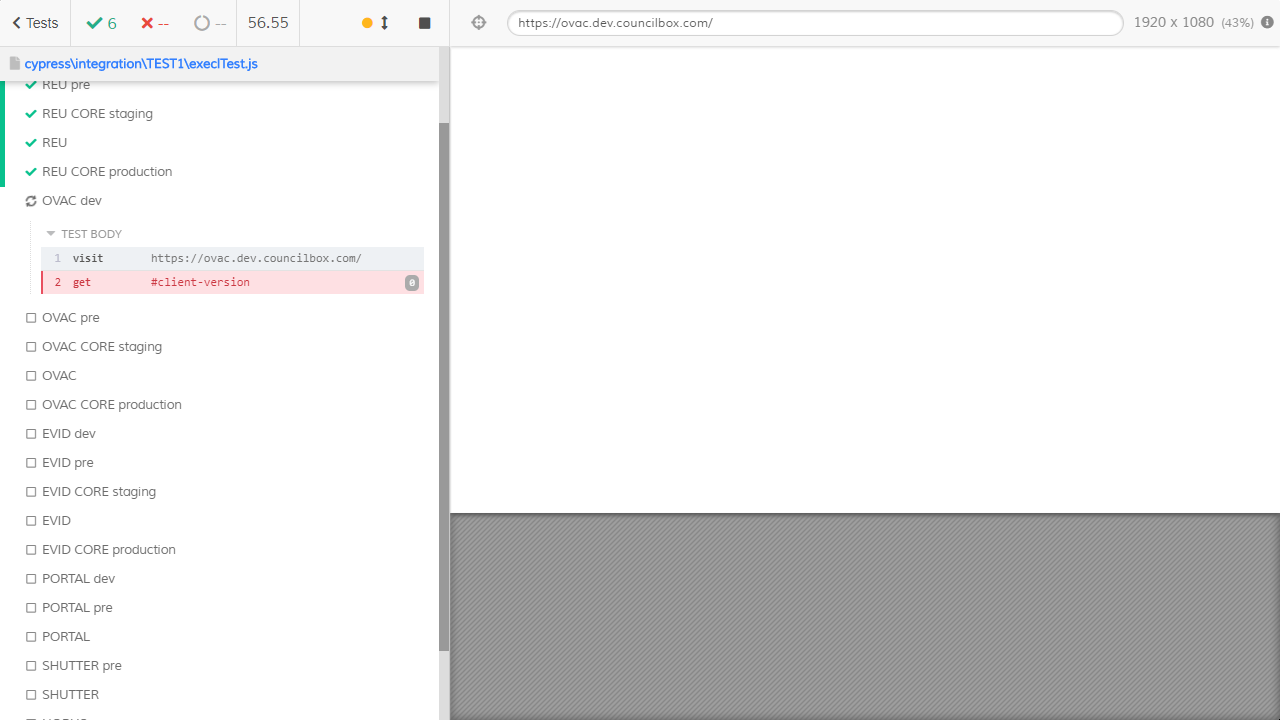 Tests 6 -- -- 56.55
https://ovac.dev.councilbox.com/ 1920 x 1080 (43%)
cypress\integration\TEST1\execlTest.js
REU pre
REU CORE staging
REU
REU CORE production
OVAC dev
TEST BODY
1 visit https://ovac.dev.councilbox.com/
2 get #client-version 0
OVAC pre
OVAC CORE staging
OVAC
OVAC CORE production
EVID dev
EVID pre
EVID CORE staging
EVID
EVID CORE production
PORTAL dev
PORTAL pre
PORTAL
SHUTTER pre
SHUTTER